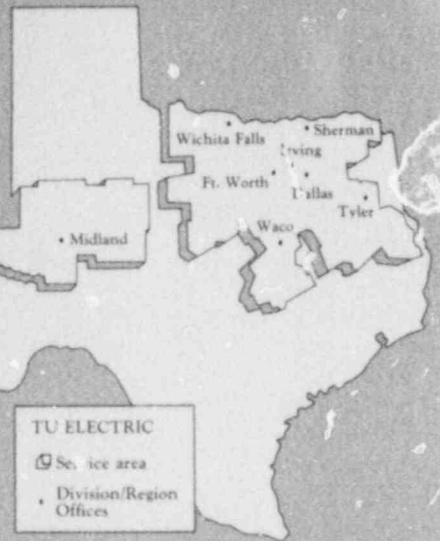 Wichita Falls
Sherman
Irving
Ft. Worth
Dallas
Tyler
Waco
Midland
TU ELECTRIC
Service area
Division/Region
Offices